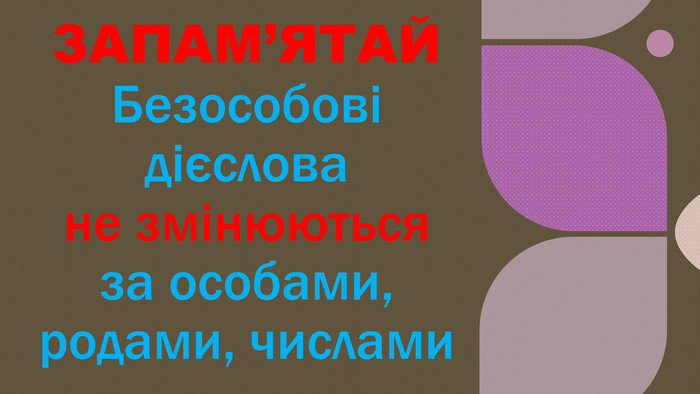 ЗАПАМ’ЯТАЙ
Безособові
дієслова
не змінюються
за особами,
родами, числами